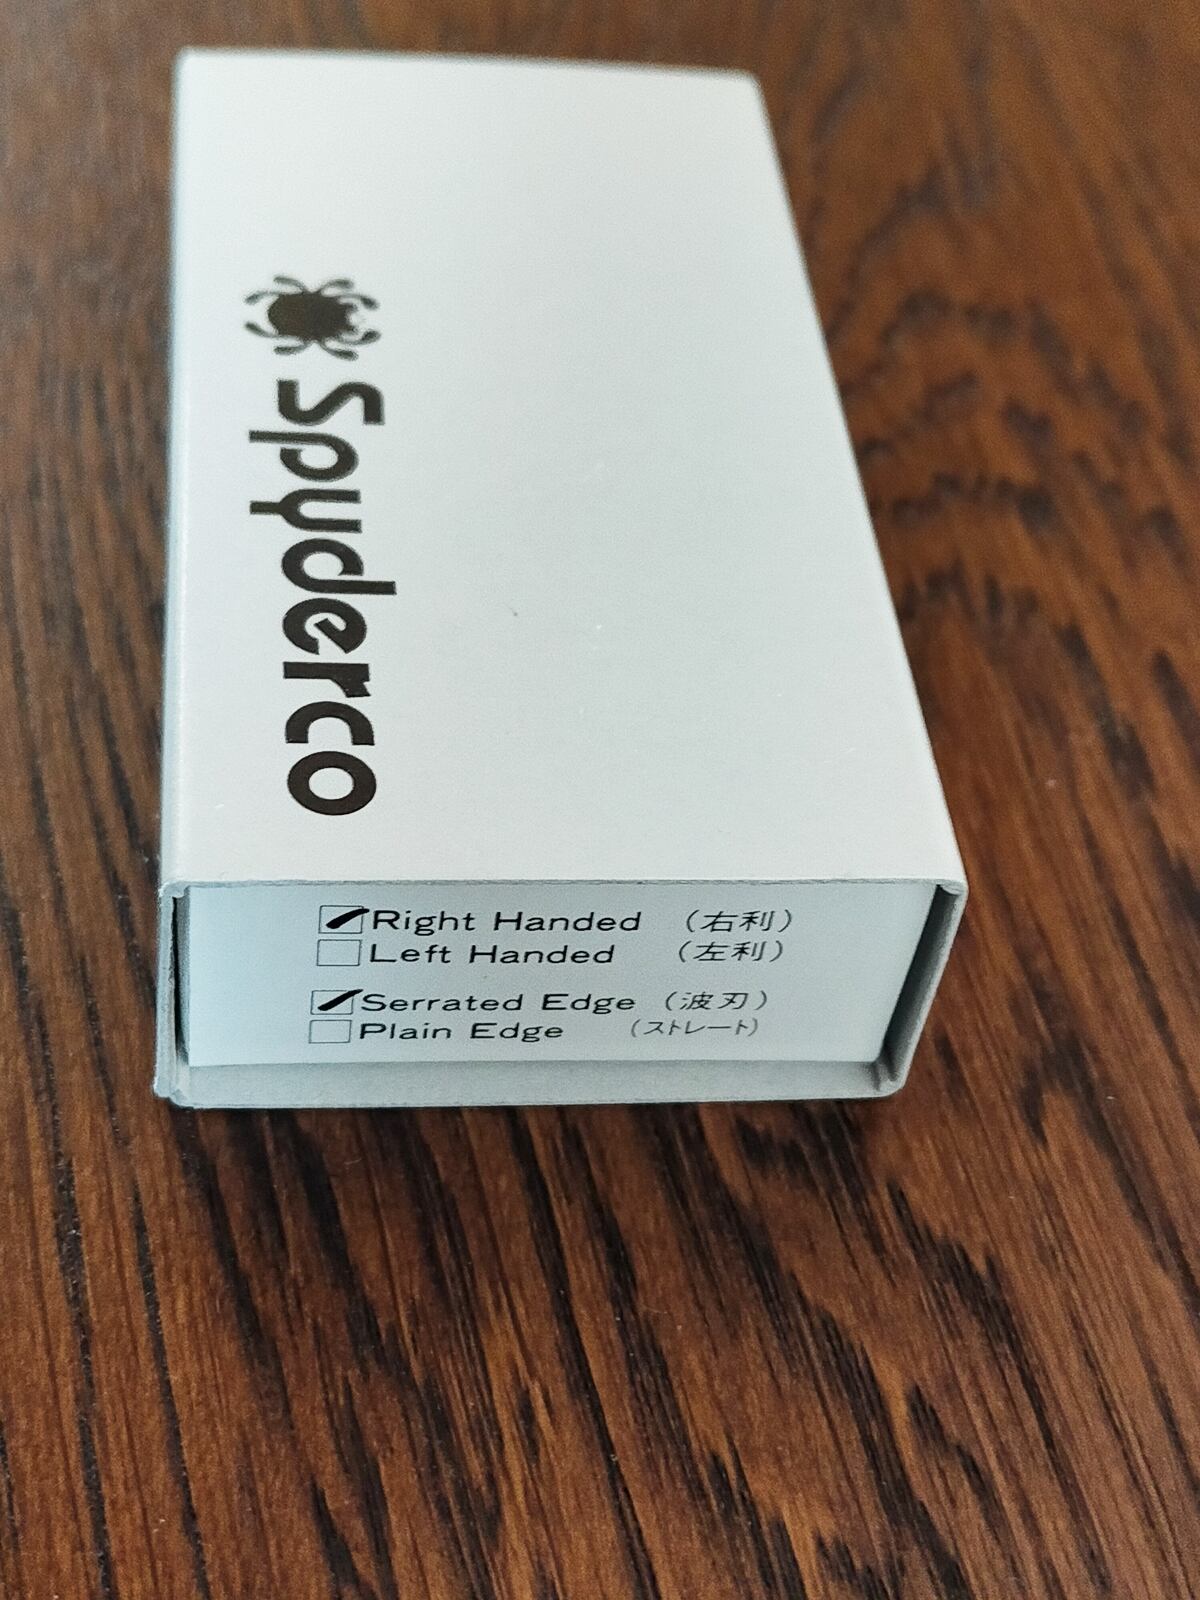 Spyderco
Right Handed (右利)
Left Handed (左利)
Serrated Edge (波刃)
Plain Edge (ストレート)